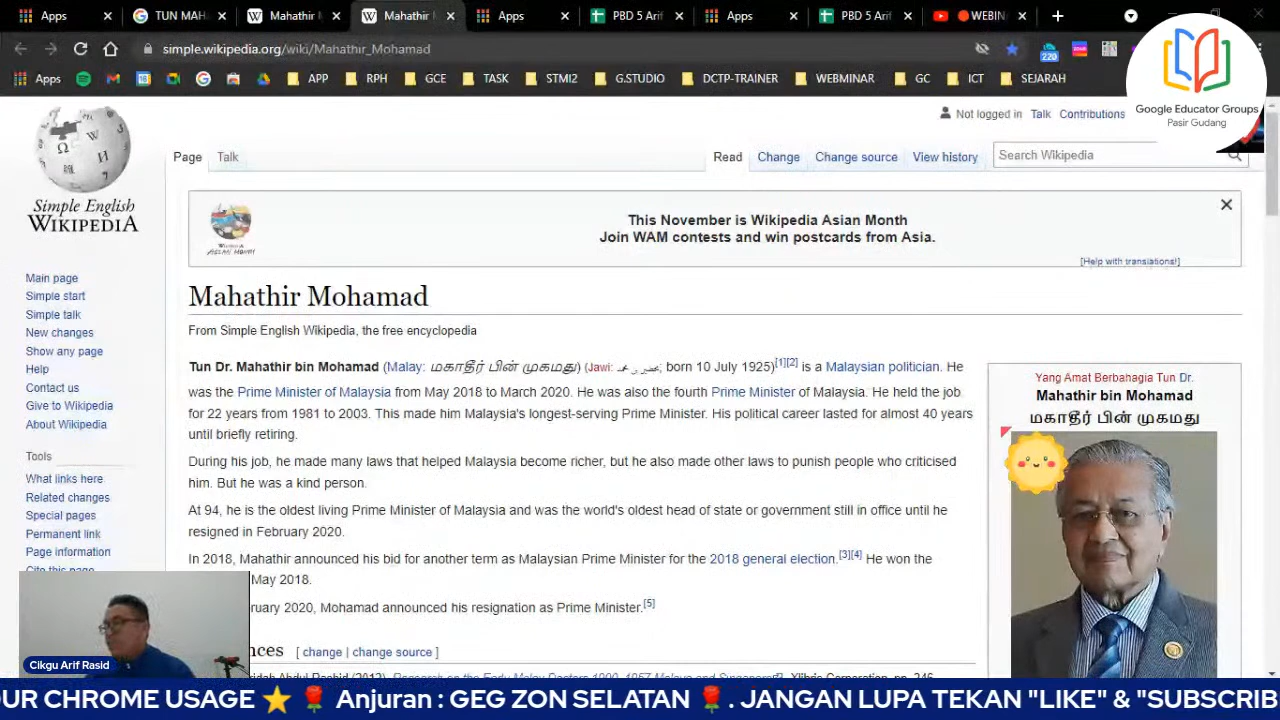 Apps
TUN MAH
Mahathir
Mahathir
Apps
PBD 5 Arif
Apps
PBD 5 Arif
WEBIN
simple.wikipedia.org/wiki/Mahathir_Mohamad
220
Apps
APP
RPH
GCE
TASK
STMI2
G.STUDIO
DCTP-TRAINER
WEBMINAR
GC
ICT
SEJARAH
Google Educator Groups
Pasir Gudang
Not logged in Talk Contributions
Page Talk
Read Change Change source View history
Search Wikipedia
Simple English
WIKIPEDIA
This November is Wikipedia Asian Month
Join WAM contests and win postcards from Asia.
[Help with translations!]
Main page
Simple start
Simple talk
New changes
Show any page
Help
Contact us
Give to Wikipedia
About Wikipedia
Tools
What links here
Related changes
Special pages
Permanent link
Page information
Cite this page
Mahathir Mohamad
From Simple English Wikipedia, the free encyclopedia
Tun Dr. Mahathir bin Mohamad (Malay: மகாதீர் பின் முகமது) (Jawi: born 10 July 1925)[1][2] is a Malaysian politician. He
was the Prime Minister of Malaysia from May 2018 to March 2020. He was also the fourth Prime Minister of Malaysia. He held the job
for 22 years from 1981 to 2003. This made him Malaysia's longest-serving Prime Minister. His political career lasted for almost 40 years
until briefly retiring.
During his job, he made many laws that helped Malaysia become richer, but he also made other laws to punish people who criticised
him. But he was a kind person.
At 94, he is the oldest living Prime Minister of Malaysia and was the world's oldest head of state or government still in office until he
resigned in February 2020.
In 2018, Mahathir announced his bid for another term as Malaysian Prime Minister for the 2018 general election.[3][4] He won the
May 2018.
ruary 2020, Mohamad announced his resignation as Prime Minister.[5]
nces [ change | change source ]
Yang Amat Berbahagia Tun Dr.
Mahathir bin Mohamad
மகாதீர் பின் முகமது
Cikgu Arif Rasid
OUR CHROME USAGE ⭐ 🌹 Anjuran : GEG ZON SELATAN 🌹. JANGAN LUPA TEKAN "LIKE" & "SUBSCRIB